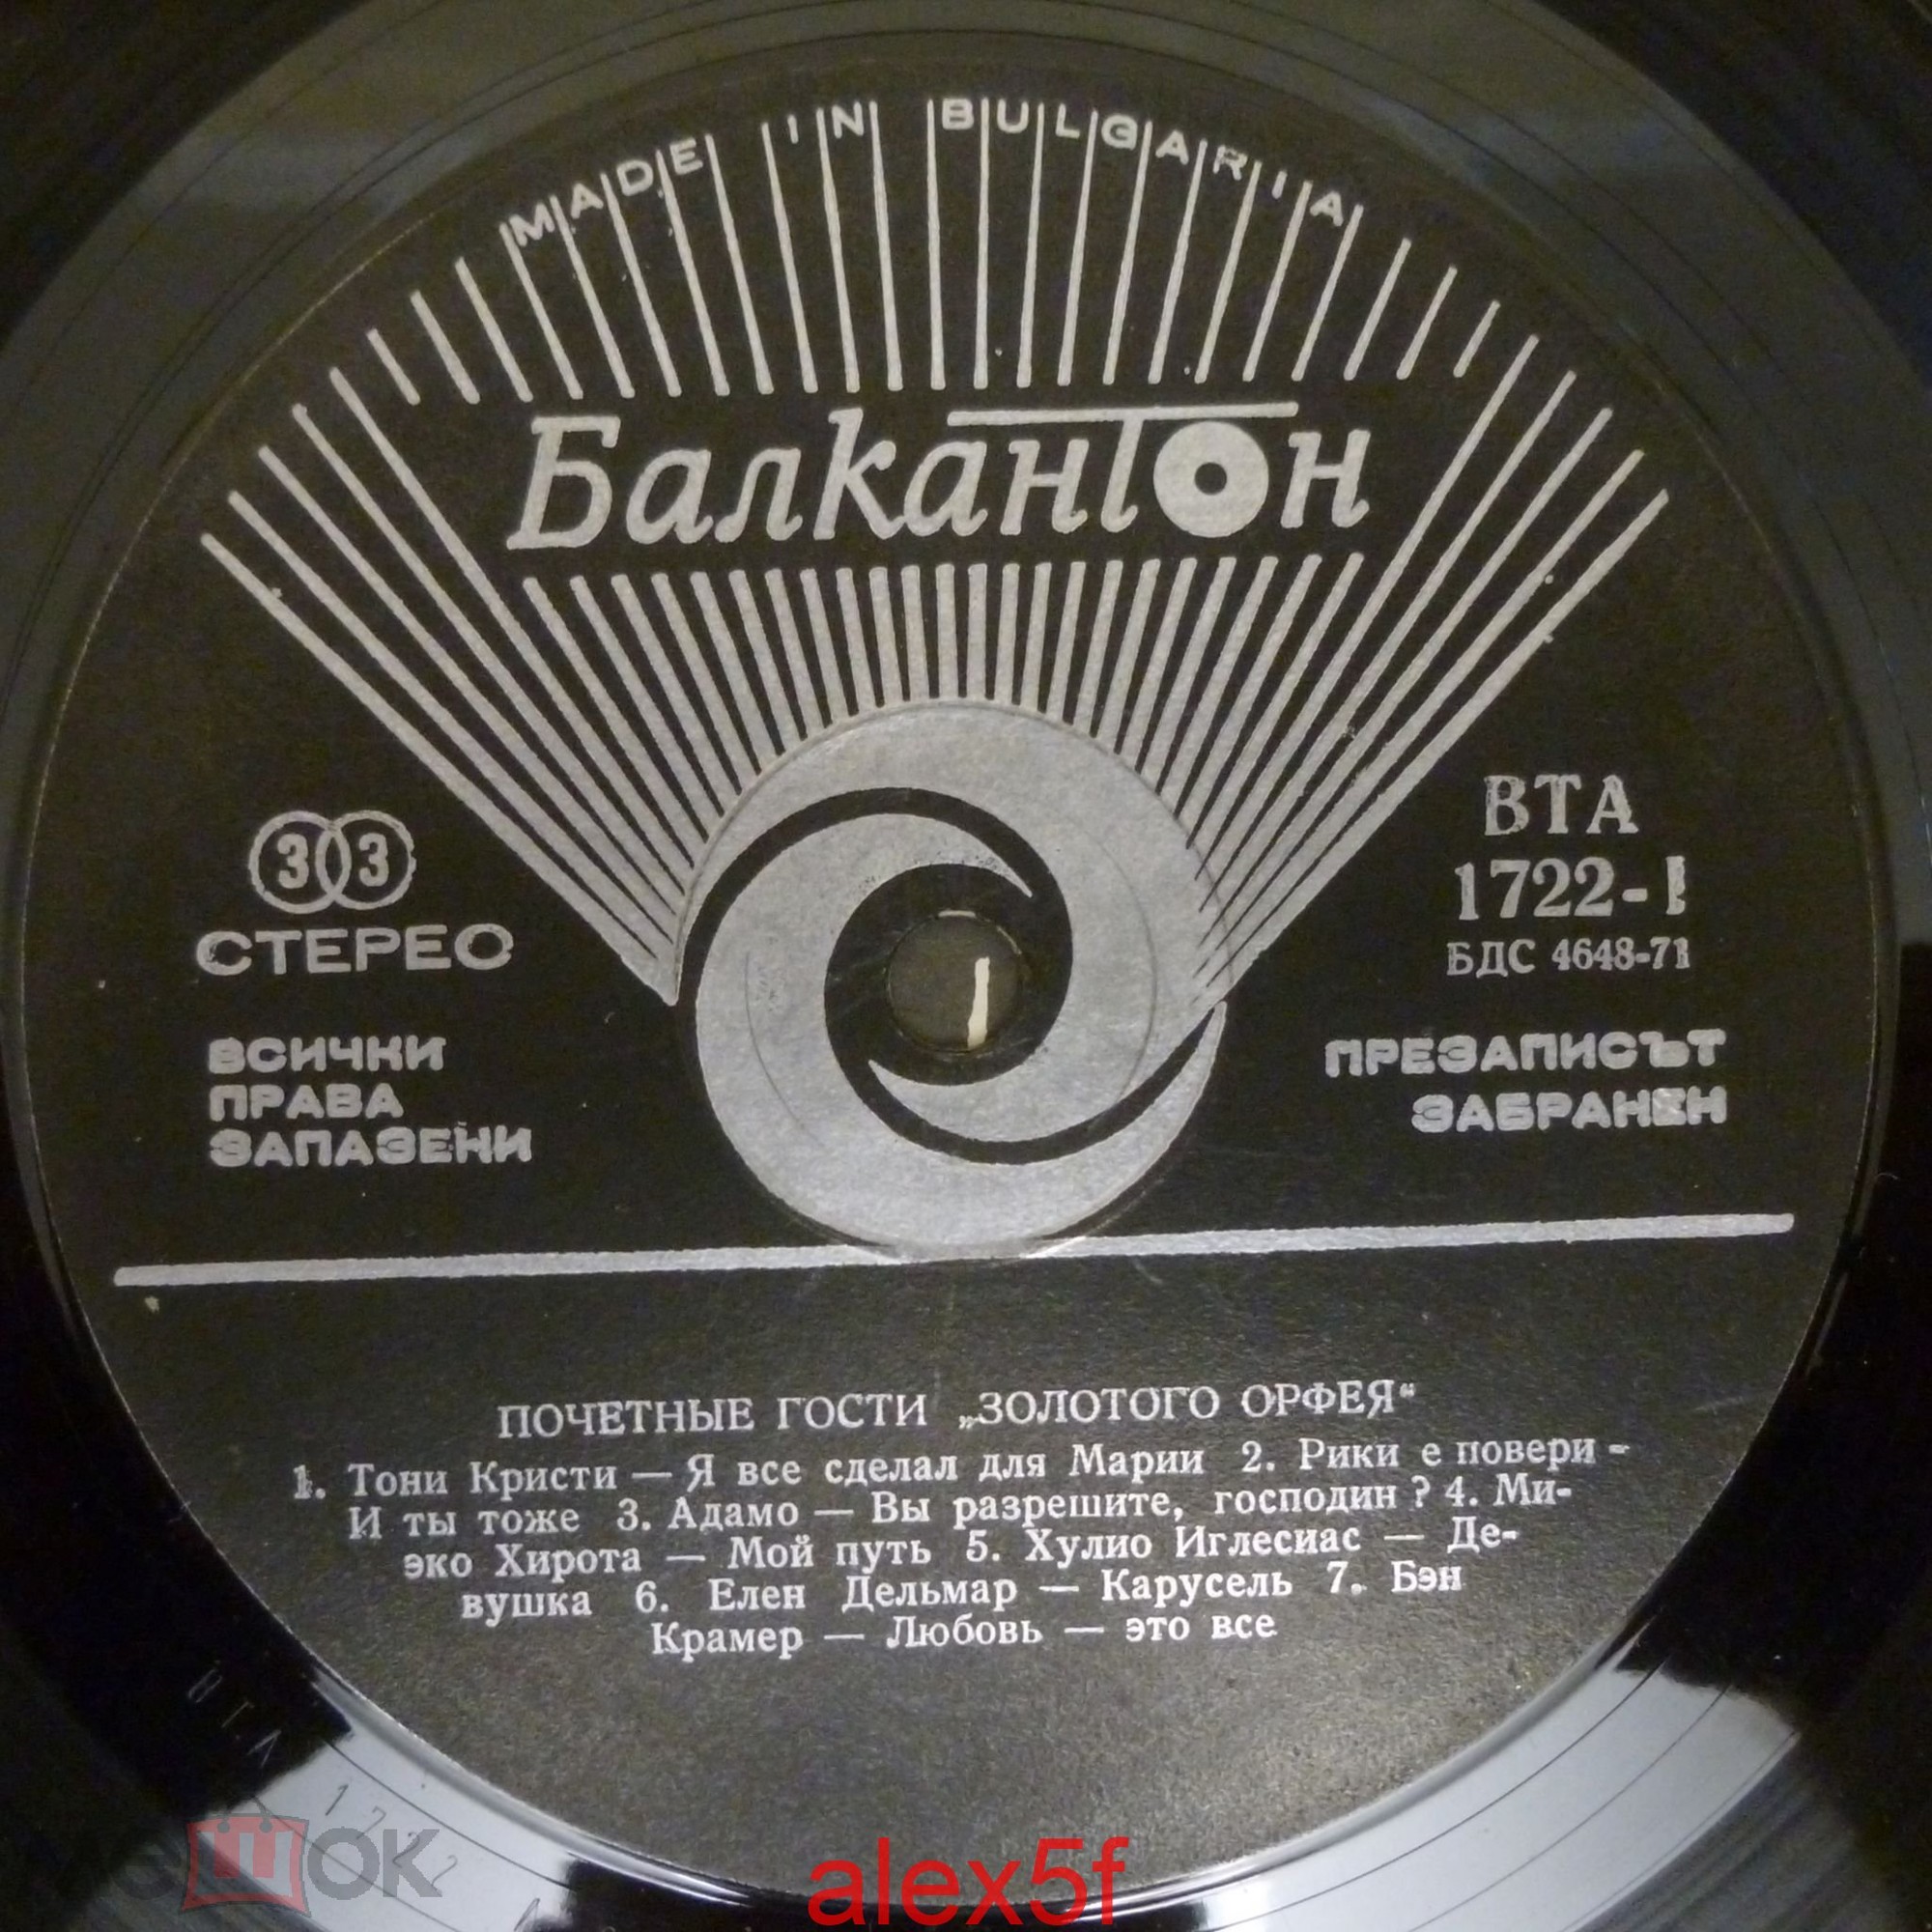 MADE IN BULGARIA
Балкантон
33
СТЕРЕО
ВТА
1722-I
БДС 4648-71
ВСИЧКИ
ПРАВА
ЗАПАЗЕНИ
ПРЕЗАПИСЪТ
ЗАБРАНЕН
ПОЧЕТНЫЕ ГОСТИ „ЗОЛОТОГО ОРФЕЯ“
1. Тони Кристи — Я все сделал для Марии 2. Рики е повери -
И ты тоже 3. Адамо — Вы разрешите, господин ? 4. Ми-
эко Хирота — Мой путь 5. Хулио Иглесиас — Де-
вушка 6. Елен Дельмар — Карусель 7. Бэн
Крамер — Любовь — это все
ВТА 1722
мешок
alex5f